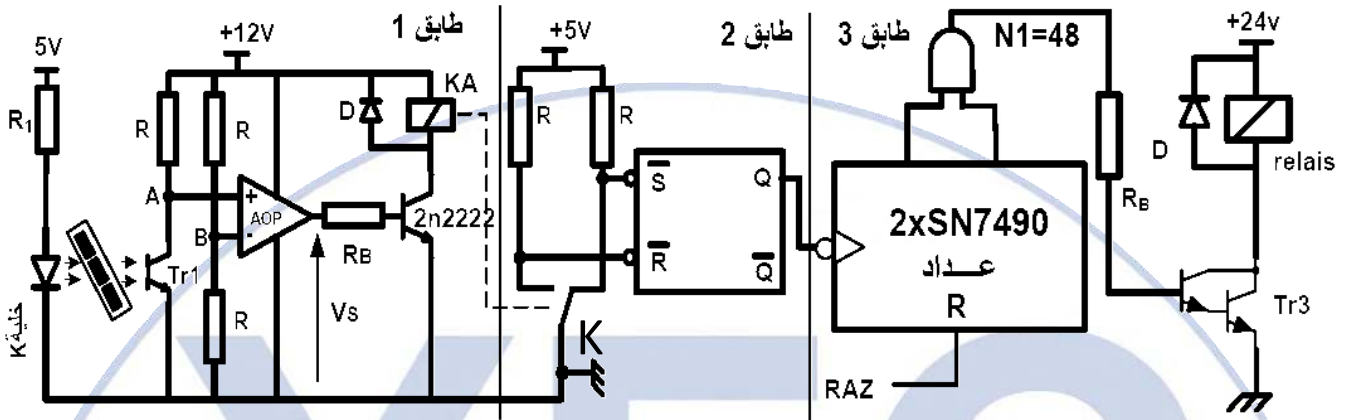 طابق 1
5V
+12V
R₁
R
R
D
KA
A
B
+
-
AOP
2n2222
Tr1
RB
R
Vs
خلية K
طابق 2
+5V
R
R
S̅
Q
R̅
Q̅
K
طابق 3
N1=48
+24v
D
relais
RB
2xSN7490
عداد
R
RAZ
Tr3